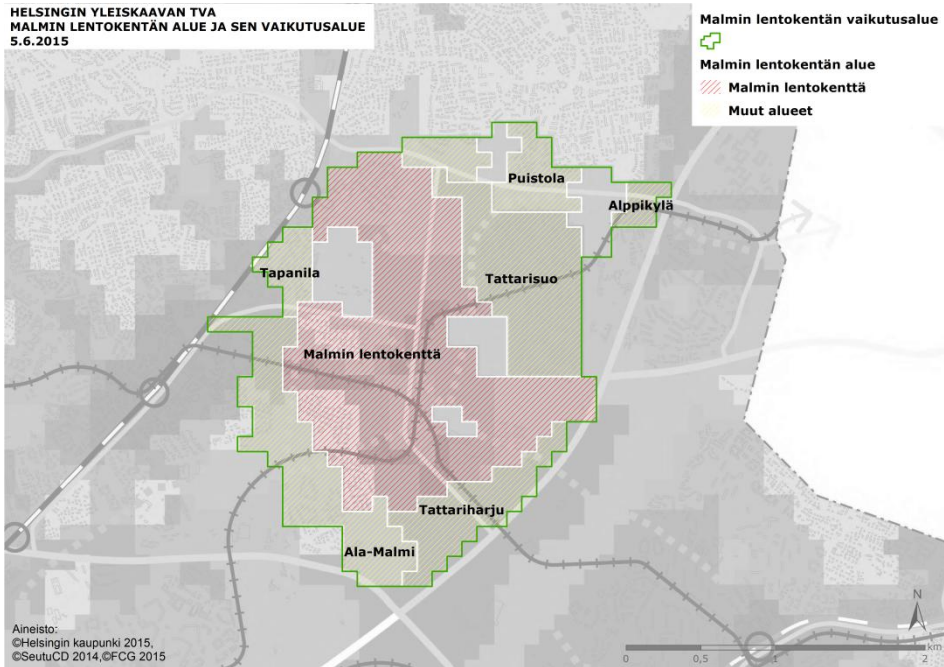 HELSINGIN YLEISKAAVAN TVA
MALMIN LENTOKENTÄN ALUE JA SEN VAIKUTUSALUE
5.6.2015
Malmin lentokentän vaikutusalue
Malmin lentokentän alue
Malmin lentokenttä
Muut alueet
Puistola
Alppikylä
Tapanila
Tattarisuo
Malmin lentokenttä
Tattariharju
Ala-Malmi
Aineisto:
©Helsingin kaupunki 2015,
©SeutuCD 2014,©FCG 2015
N
km
0 0,5 1 2